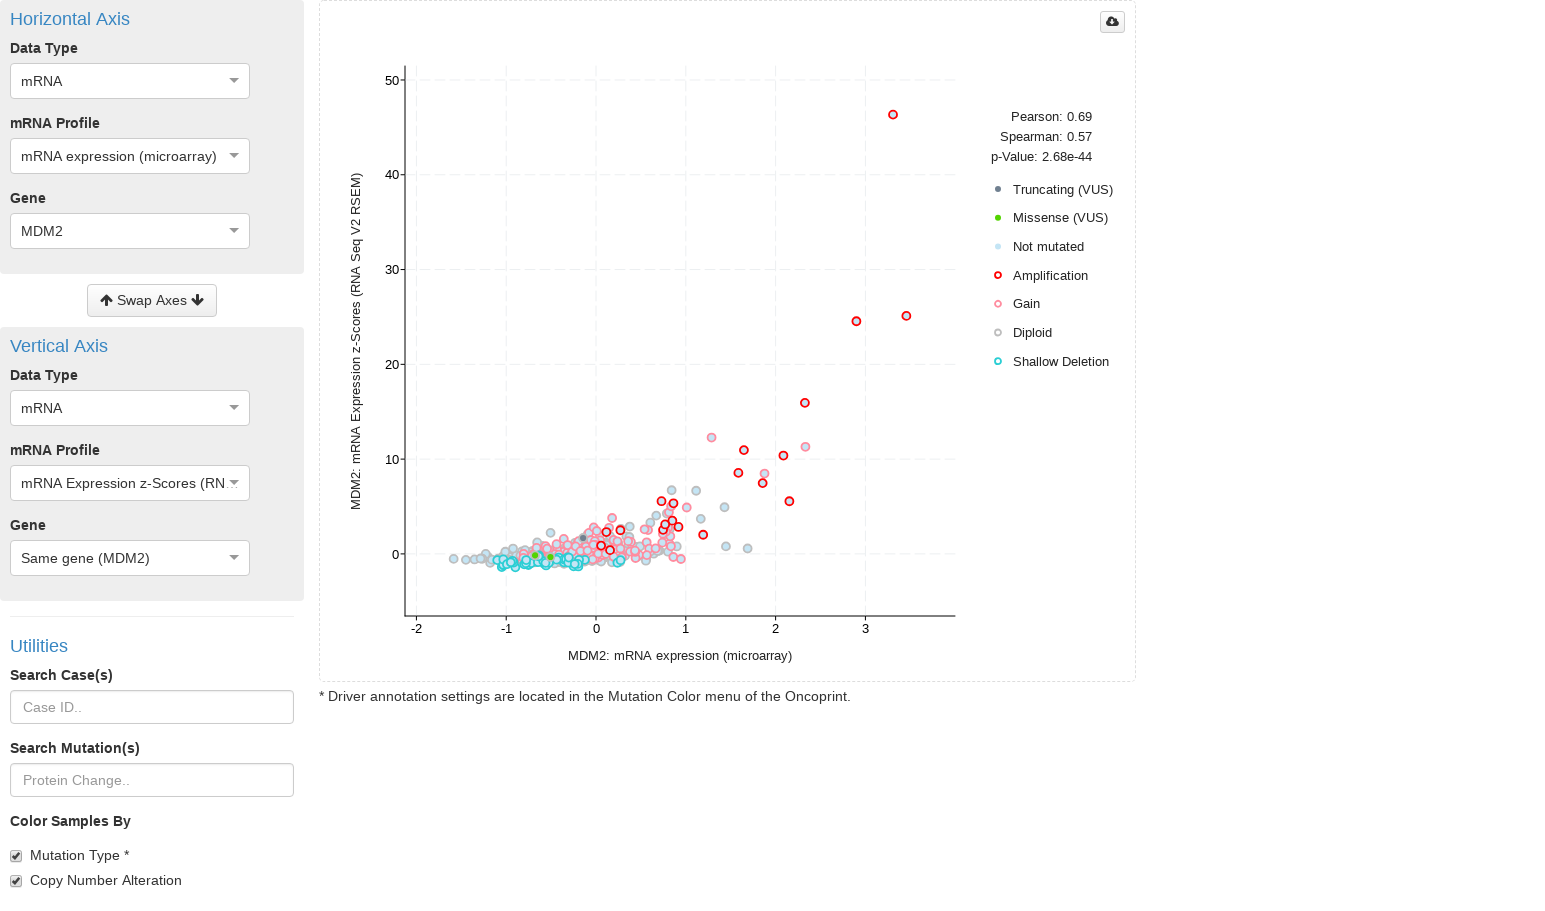 Horizontal Axis
Data Type
mRNA
mRNA Profile
mRNA expression (microarray)
Gene
MDM2
Swap Axes
Vertical Axis
Data Type
mRNA
mRNA Profile
mRNA Expression z-Scores (RN...
Gene
Same gene (MDM2)
Utilities
Search Case(s)
Case ID..
Search Mutation(s)
Protein Change..
Color Samples By
Mutation Type *
Copy Number Alteration
MDM2: mRNA Expression z-Scores (RNA Seq V2 RSEM)
50
40
30
20
10
0
-2 -1 0 1 2 3
MDM2: mRNA expression (microarray)
Pearson: 0.69
Spearman: 0.57
p-Value: 2.68e-44
Truncating (VUS)
Missense (VUS)
Not mutated
Amplification
Gain
Diploid
Shallow Deletion
* Driver annotation settings are located in the Mutation Color menu of the Oncoprint.